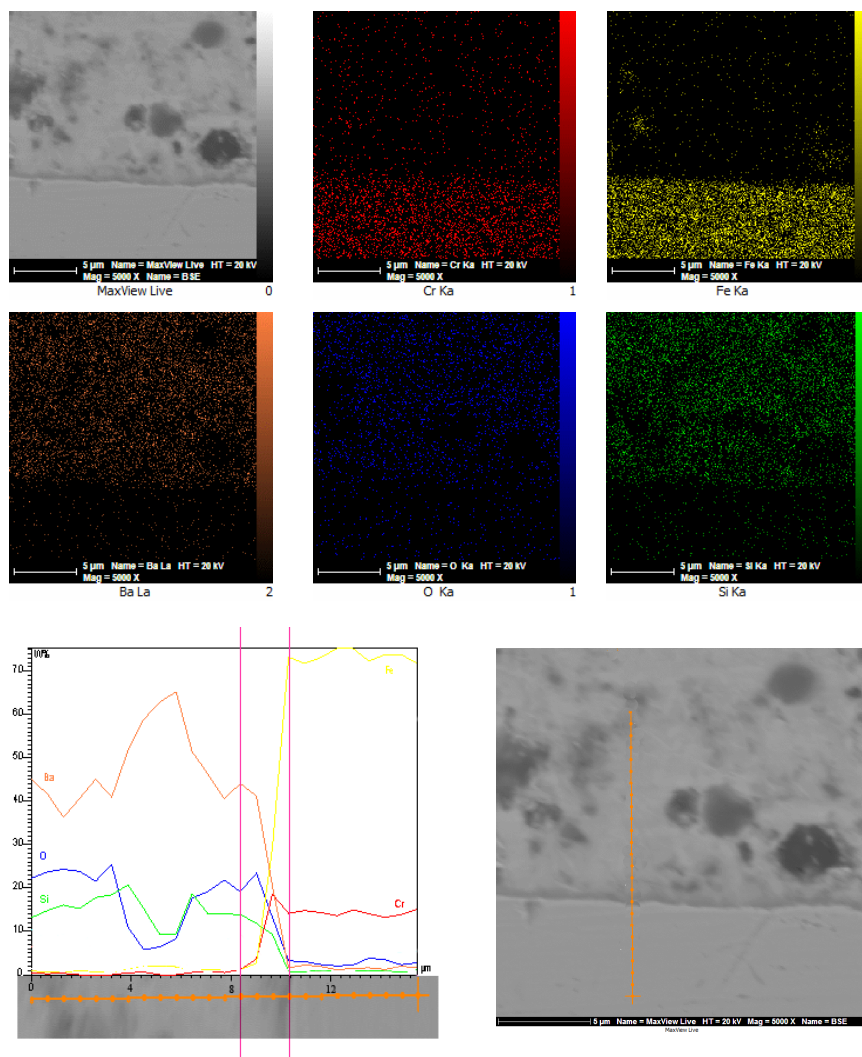 5 µm Name = MaxView Live HT = 20 kV
Mag = 5000 X Name = BSE
MaxView Live 0
5 µm Name = Cr Ka HT = 20 kV
Mag = 5000 X
Cr Ka 1
5 µm Name = Fe Ka HT = 20 kV
Mag = 5000 X
Fe Ka
5 µm Name = Ba La HT = 20 kV
Mag = 5000 X
Ba La 2
5 µm Name = O Ka HT = 20 kV
Mag = 5000 X
O Ka 1
5 µm Name = Si Ka HT = 20 kV
Mag = 5000 X
Si Ka
70
60
50
40
30
20
10
0
Ba
O
Si
Cr
µm
0 4 8 12
5 µm Name = MaxView Live HT = 20 kV Mag = 5000 X Name = BSE
MaxView Live